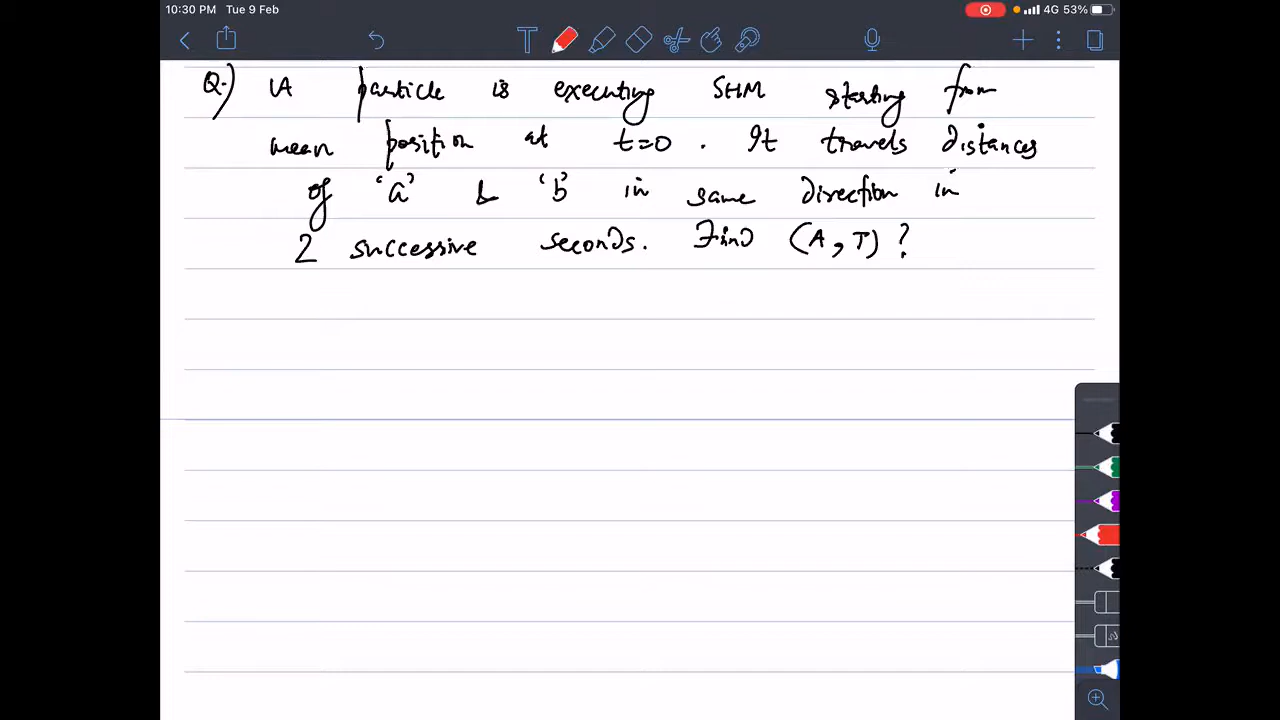 10:30 PM Tue 9 Feb 4G 53%
Q.) A particle is executing SHM starting from
mean position at t=0. It travels distances
of 'a' & 'b' in same direction in
2 successive seconds. Find (A, T) ?